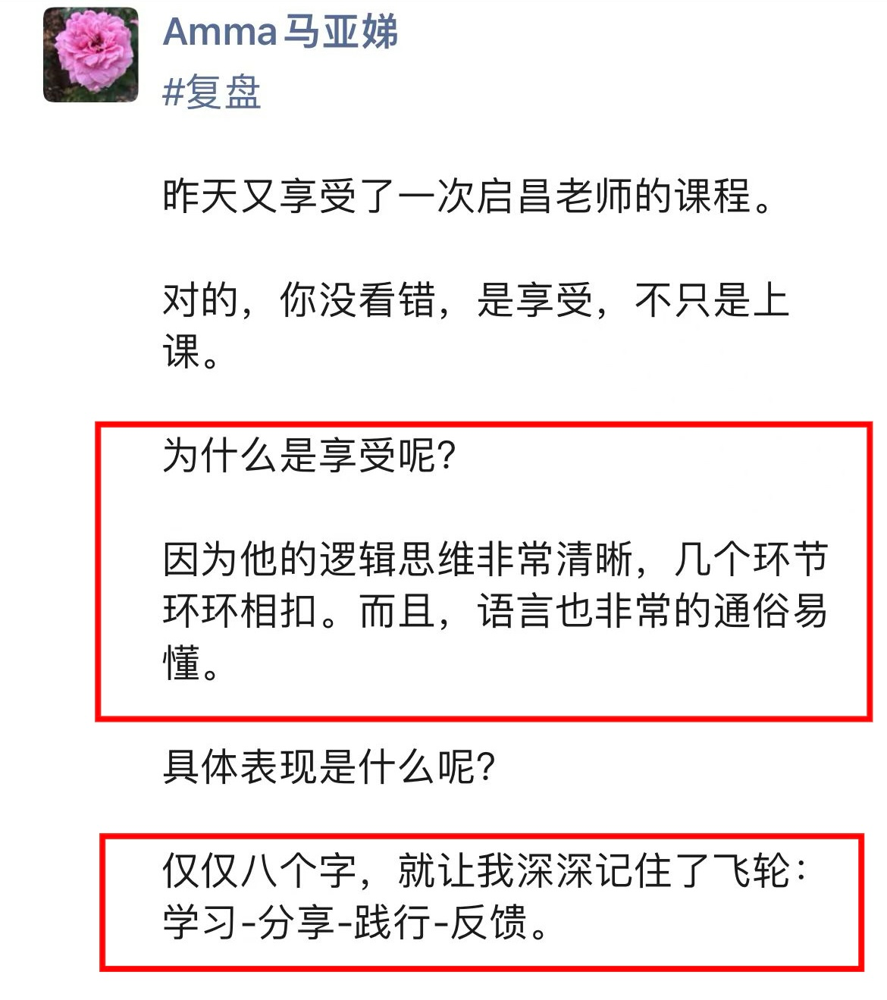 Amma马亚娣
#复盘
昨天又享受了一次启昌老师的课程。
对的，你没看错，是享受，不只是上
课。
为什么是享受呢？
因为他的逻辑思维非常清晰，几个环节
环环相扣。而且，语言也非常的通俗易
懂。
具体表现是什么呢？
仅仅八个字，就让我深深记住了飞轮：
学习-分享-践行-反馈。